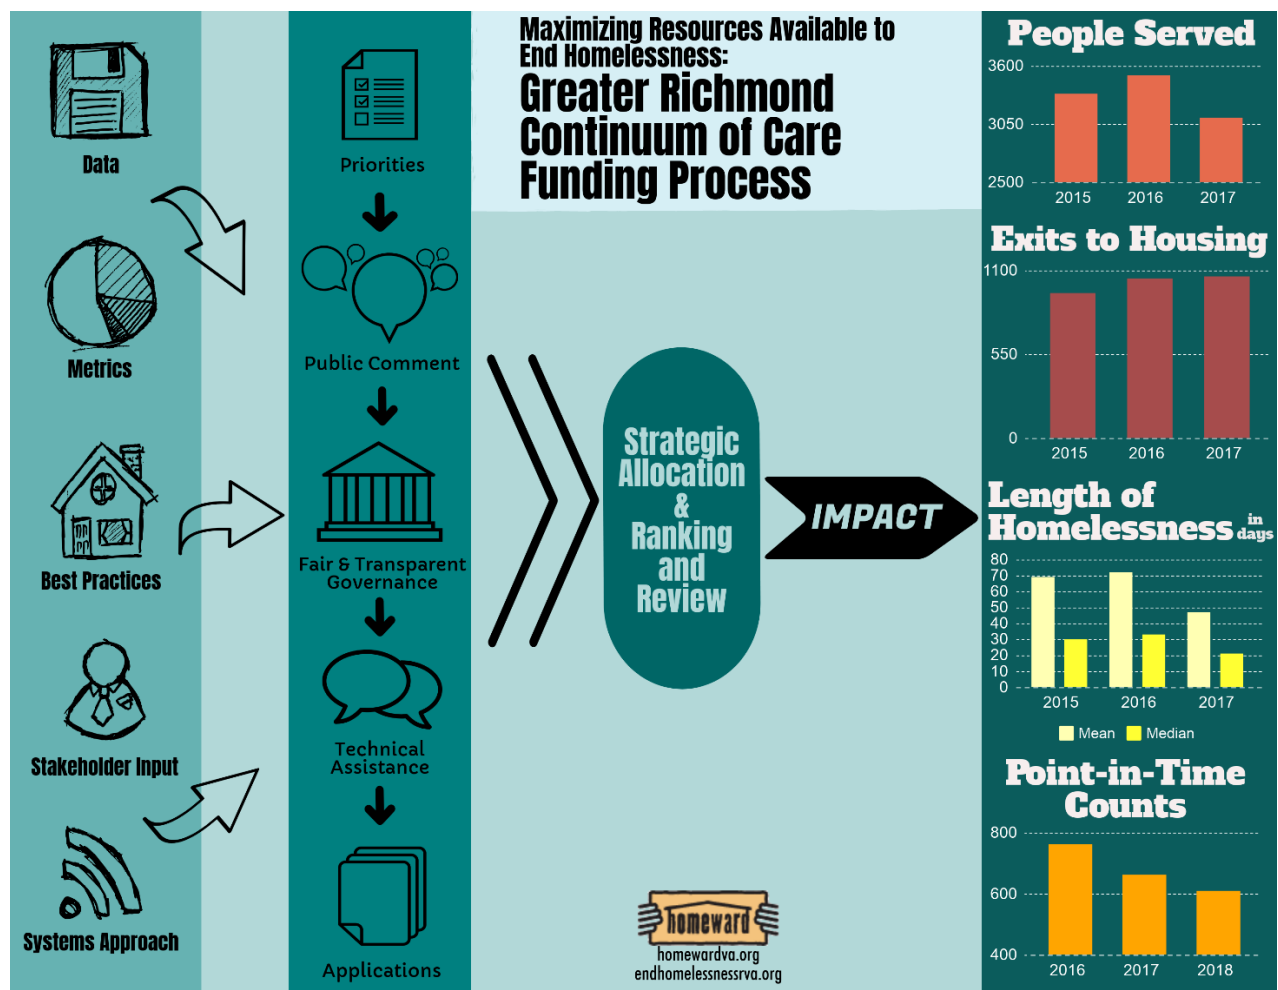 Maximizing Resources Available to
End Homelessness:
Greater Richmond
Continuum of Care
Funding Process
Data
Metrics
Best Practices
Stakeholder Input
Systems Approach
Priorities
Public Comment
Fair & Transparent
Governance
Technical
Assistance
Applications
Strategic
Allocation
&
Ranking
and
Review
IMPACT
homeward
homewardva.org
endhomelessnessrva.org
People Served
3600
3050
2500
2015 2016 2017
Exits to Housing
1100
550
0
2015 2016 2017
Length of
Homelessness in days
80
70
60
50
40
30
20
10
0
2015 2016 2017
Mean Median
Point-in-Time
Counts
800
600
400
2016 2017 2018